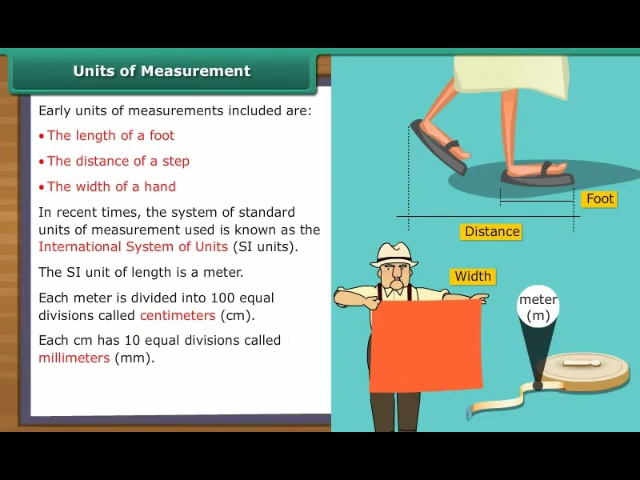 Units of Measurement
Early units of measurements included are:
• The length of a foot
• The distance of a step
• The width of a hand
In recent times, the system of standard
units of measurement used is known as the
International System of Units (SI units).
The SI unit of length is a meter.
Each meter is divided into 100 equal
divisions called centimeters (cm).
Each cm has 10 equal divisions called
millimeters (mm).
Foot
Distance
Width
meter
(m)